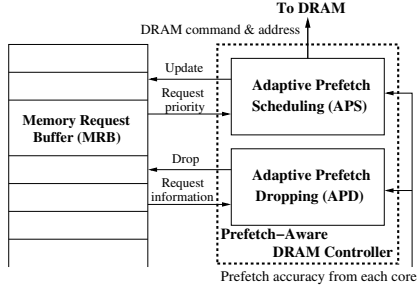 To DRAM
DRAM command & address
Update
Request
priority
Adaptive Prefetch
Scheduling (APS)
Memory Request
Buffer (MRB)
Drop
Request
information
Adaptive Prefetch
Dropping (APD)
Prefetch−Aware
DRAM Controller
Prefetch accuracy from each core